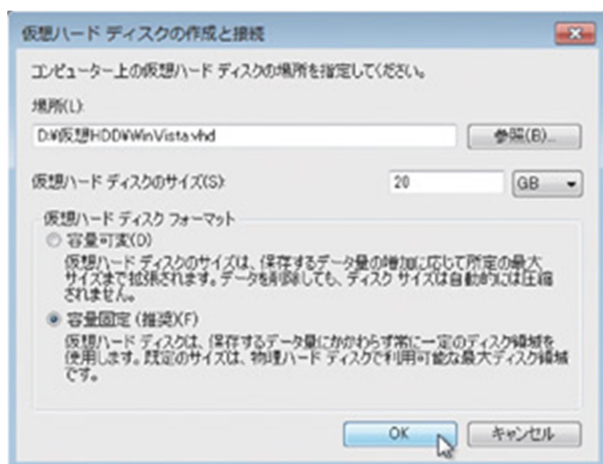 仮想ハード ディスクの作成と接続
コンピューター上の仮想ハード ディスクの場所を指定してください。
場所(L):
D:¥仮想HDD¥WinVista.vhd
参照(B)...
仮想ハード ディスクのサイズ(S):
20
GB
仮想ハード ディスク フォーマット
容量可変(D)
仮想ハード ディスクのサイズは、保存するデータ量の増加に応じて所定の最大
サイズまで拡張されます。データを削除しても、ディスク サイズは自動的には圧縮
されません。
容量固定 (推奨)(F)
仮想ハード ディスクは、保存するデータ量にかかわらず常に一定のディスク領域を
使用します。既定のサイズは、物理ハード ディスクで利用可能な最大ディスク領域
です。
OK
キャンセル